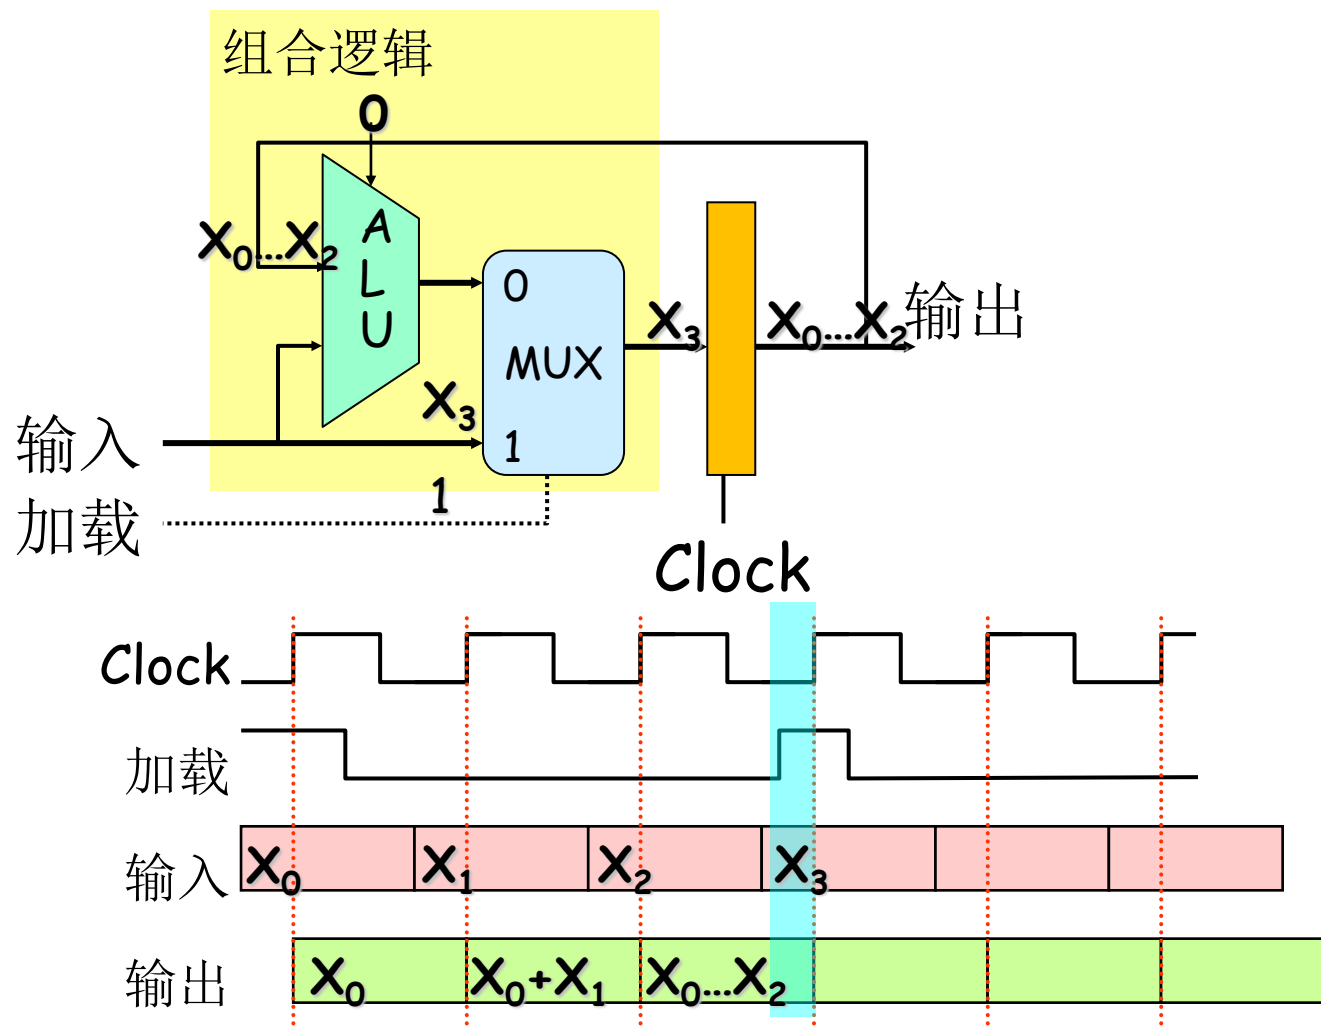 组合逻辑
0
X0...X2
A
L
U
0
MUX
1
X3
X3
X0...X2
输出
输入
加载
1
Clock
Clock
加载
输入
X0
X1
X2
X3
输出
X0
X0+X1
X0...X2